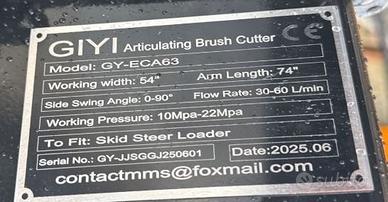 GIYI Articulating Brush Cutter CE
Model: GY-ECA63
Working width: 54" Arm Length: 74"
Side Swing Angle: 0-90° Flow Rate: 30-60 L/min
Working Pressure: 10Mpa-22Mpa
To Fit: Skid Steer Loader
Serial No.: GY-JJSGGJ250601 Date:2025.06
contactmms@foxmail.com
subito